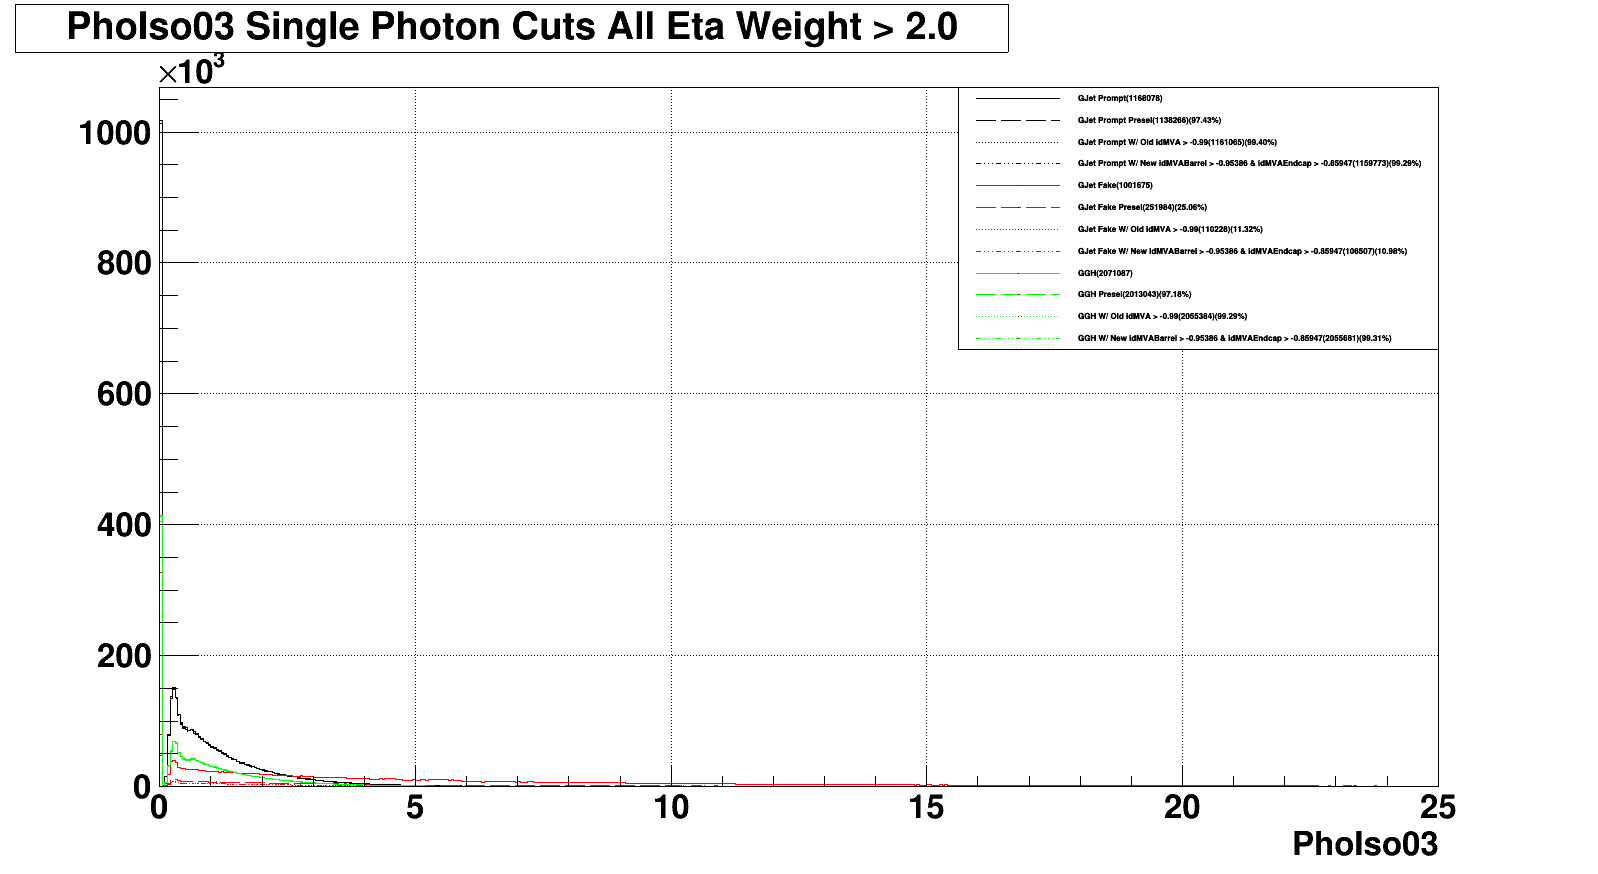 PhoIso03 Single Photon Cuts All Eta Weight > 2.0
×10³
1000
800
600
400
200
0
GJet Prompt(1168078)
GJet Prompt Presel(1138266)(97.43%)
GJet Prompt W/ Old idMVA > -0.99(1161065)(99.40%)
GJet Prompt W/ New idMVABarrel > -0.95386 & idMVAEndcap > -0.85947(1159773)(99.29%)
GJet Fake(1001675)
GJet Fake Presel(251984)(25.06%)
GJet Fake W/ Old idMVA > -0.99(110228)(11.32%)
GJet Fake W/ New idMVABarrel > -0.95386 & idMVAEndcap > -0.85947(106507)(10.98%)
GGH(2071087)
GGH Presel(2013043)(97.18%)
GGH W/ Old idMVA > -0.99(2055384)(99.29%)
GGH W/ New idMVABarrel > -0.95386 & idMVAEndcap > -0.85947(2055681)(99.31%)
0 5 10 15 20 25
PhoIso03